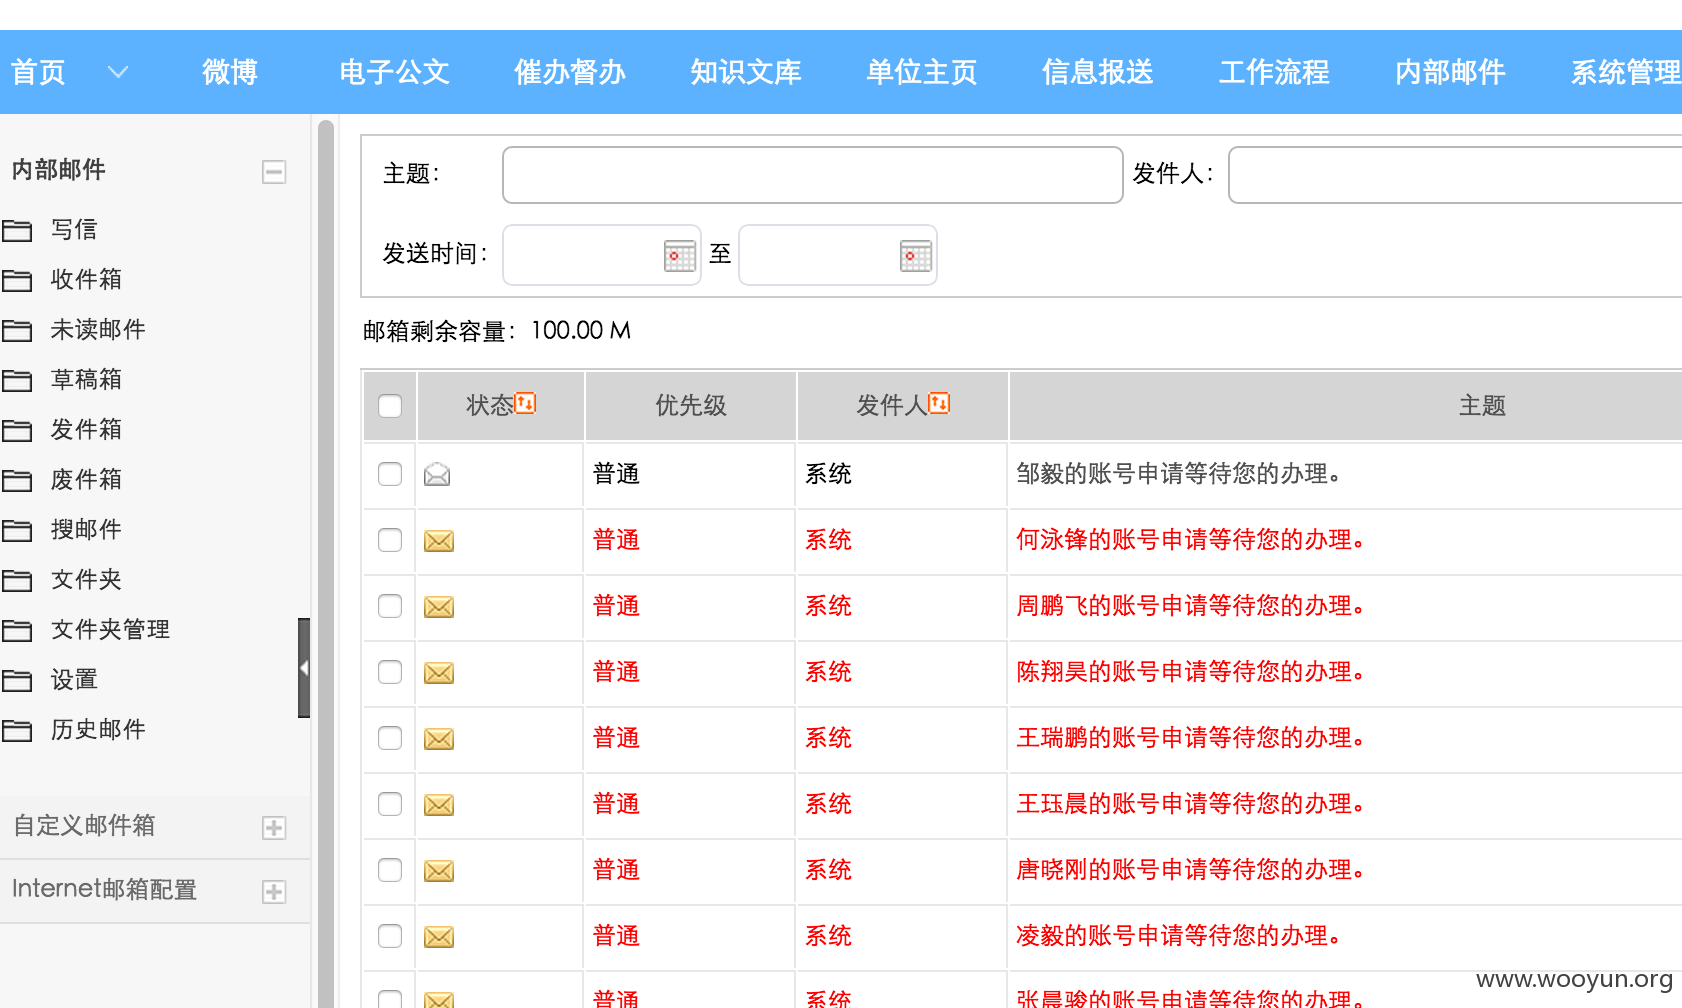 首页 微博 电子公文 催办督办 知识文库 单位主页 信息报送 工作流程 内部邮件 系统管理
内部邮件
写信
收件箱
未读邮件
草稿箱
发件箱
废件箱
搜邮件
文件夹
文件夹管理
设置
历史邮件
自定义邮件箱
Internet邮箱配置
主题： 发件人：
发送时间： 至
邮箱剩余容量：100.00 M
状态 优先级 发件人 主题
普通 系统 邹毅的账号申请等待您的办理。
普通 系统 何泳锋的账号申请等待您的办理。
普通 系统 周鹏飞的账号申请等待您的办理。
普通 系统 陈翔昊的账号申请等待您的办理。
普通 系统 王瑞鹏的账号申请等待您的办理。
普通 系统 王珏晨的账号申请等待您的办理。
普通 系统 唐晓刚的账号申请等待您的办理。
普通 系统 凌毅的账号申请等待您的办理。
普通 系统 张晨骏的账号申请等待您的办理。
www.wooyun.org